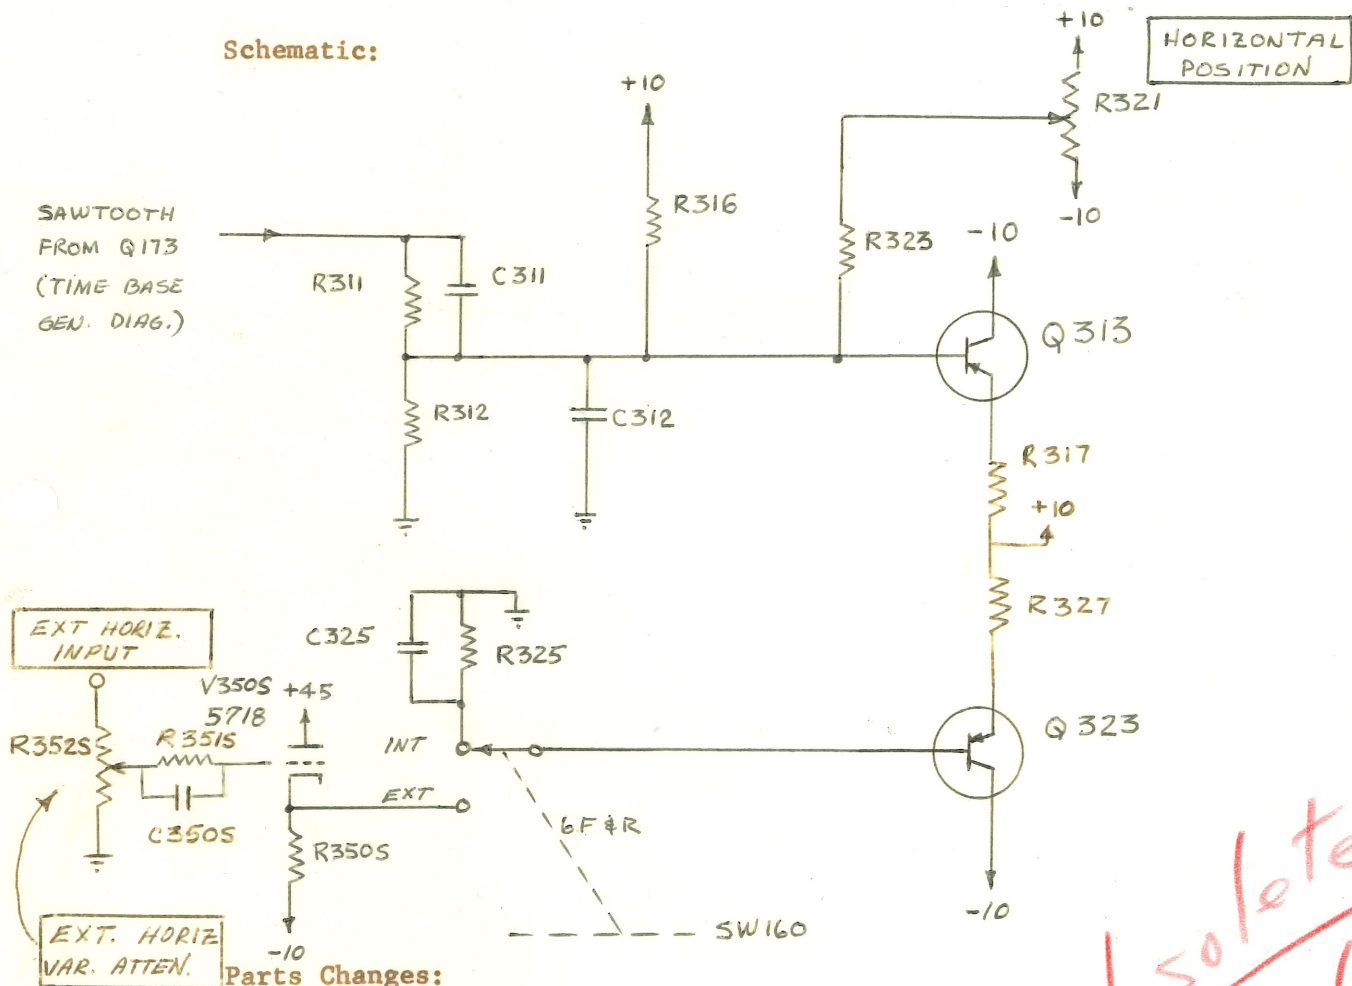 Schematic:
+10
HORIZONTAL
POSITION
+10
R321
R316
SAWTOOTH
FROM Q173
(TIME BASE
GEN. DIAG.)
-10
R323
-10
R311
C311
Q313
R312
C312
R317
+10
R327
EXT HORIZ.
INPUT
C325
R325
V350S
5718
+45
R352S
R351S
INT
Q323
EXT
C350S
R350S
6F&R
-10
-10
SW160
EXT. HORIZ
VAR. ATTEN.
Parts Changes:
solete